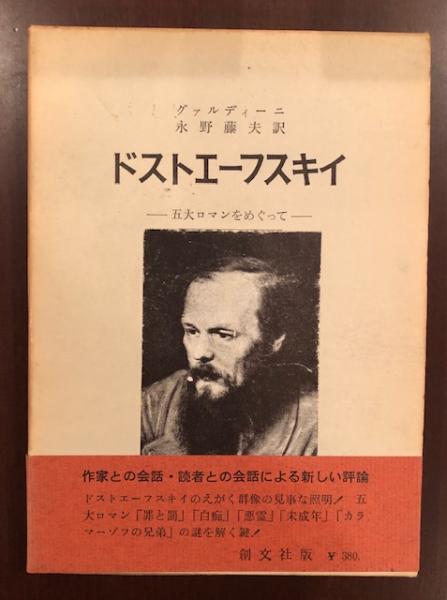 グァルディーニ
永野藤夫訳
ドストエーフスキイ
―五大ロマンをめぐって―
作家との会話・読者との会話による新しい評論
ドストエーフスキイのえがく群像の見事な照明! 五
大ロマン「罪と罰」「白痴」「悪霊」「未成年」「カラ
マーゾフの兄弟」の謎を解く鍵!
創文社版 ¥380.